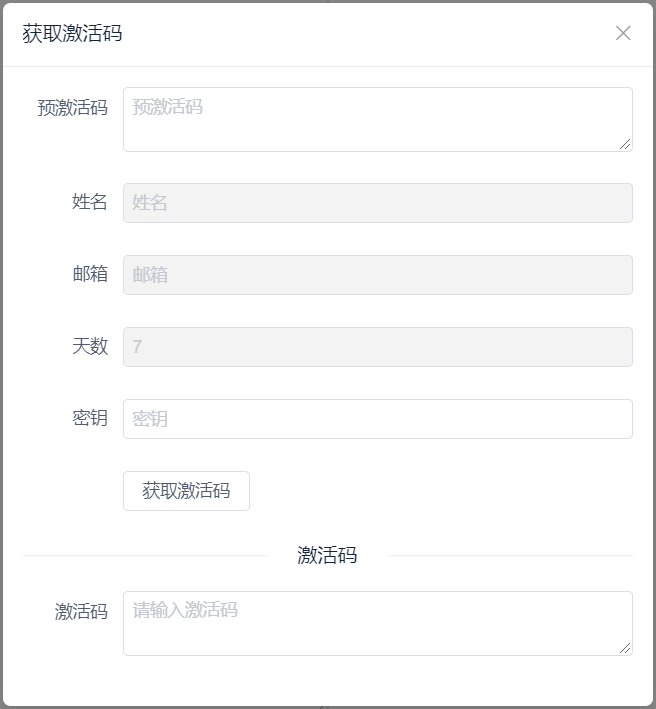 获取激活码
预激活码 预激活码
姓名 姓名
邮箱 邮箱
天数 7
密钥 密钥
获取激活码
激活码
激活码 请输入激活码